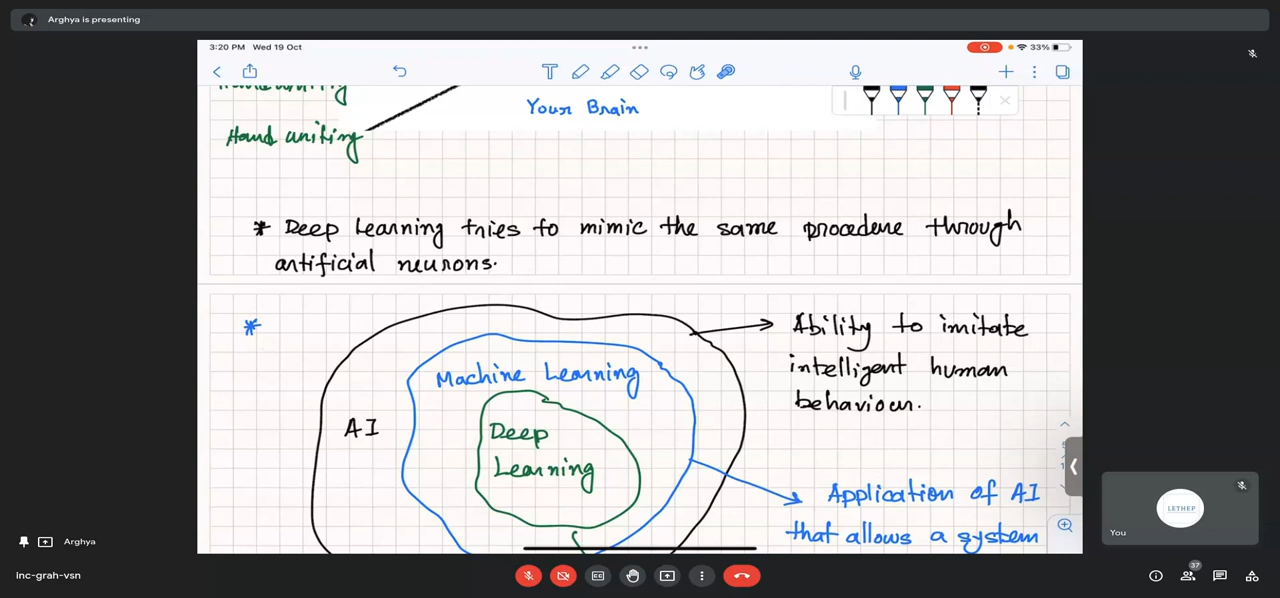 Arghya is presenting
3:20 PM Wed 19 Oct
33%
Your Brain
Hand writing
* Deep Learning tries to mimic the same procedure through
artificial neurons.
*
Ability to imitate
intelligent human
behaviour.
Machine Learning
AI
Deep
Learning
Application of AI
that allows a system
LETHEP
You
Arghya
lnc-grah-vsn
37